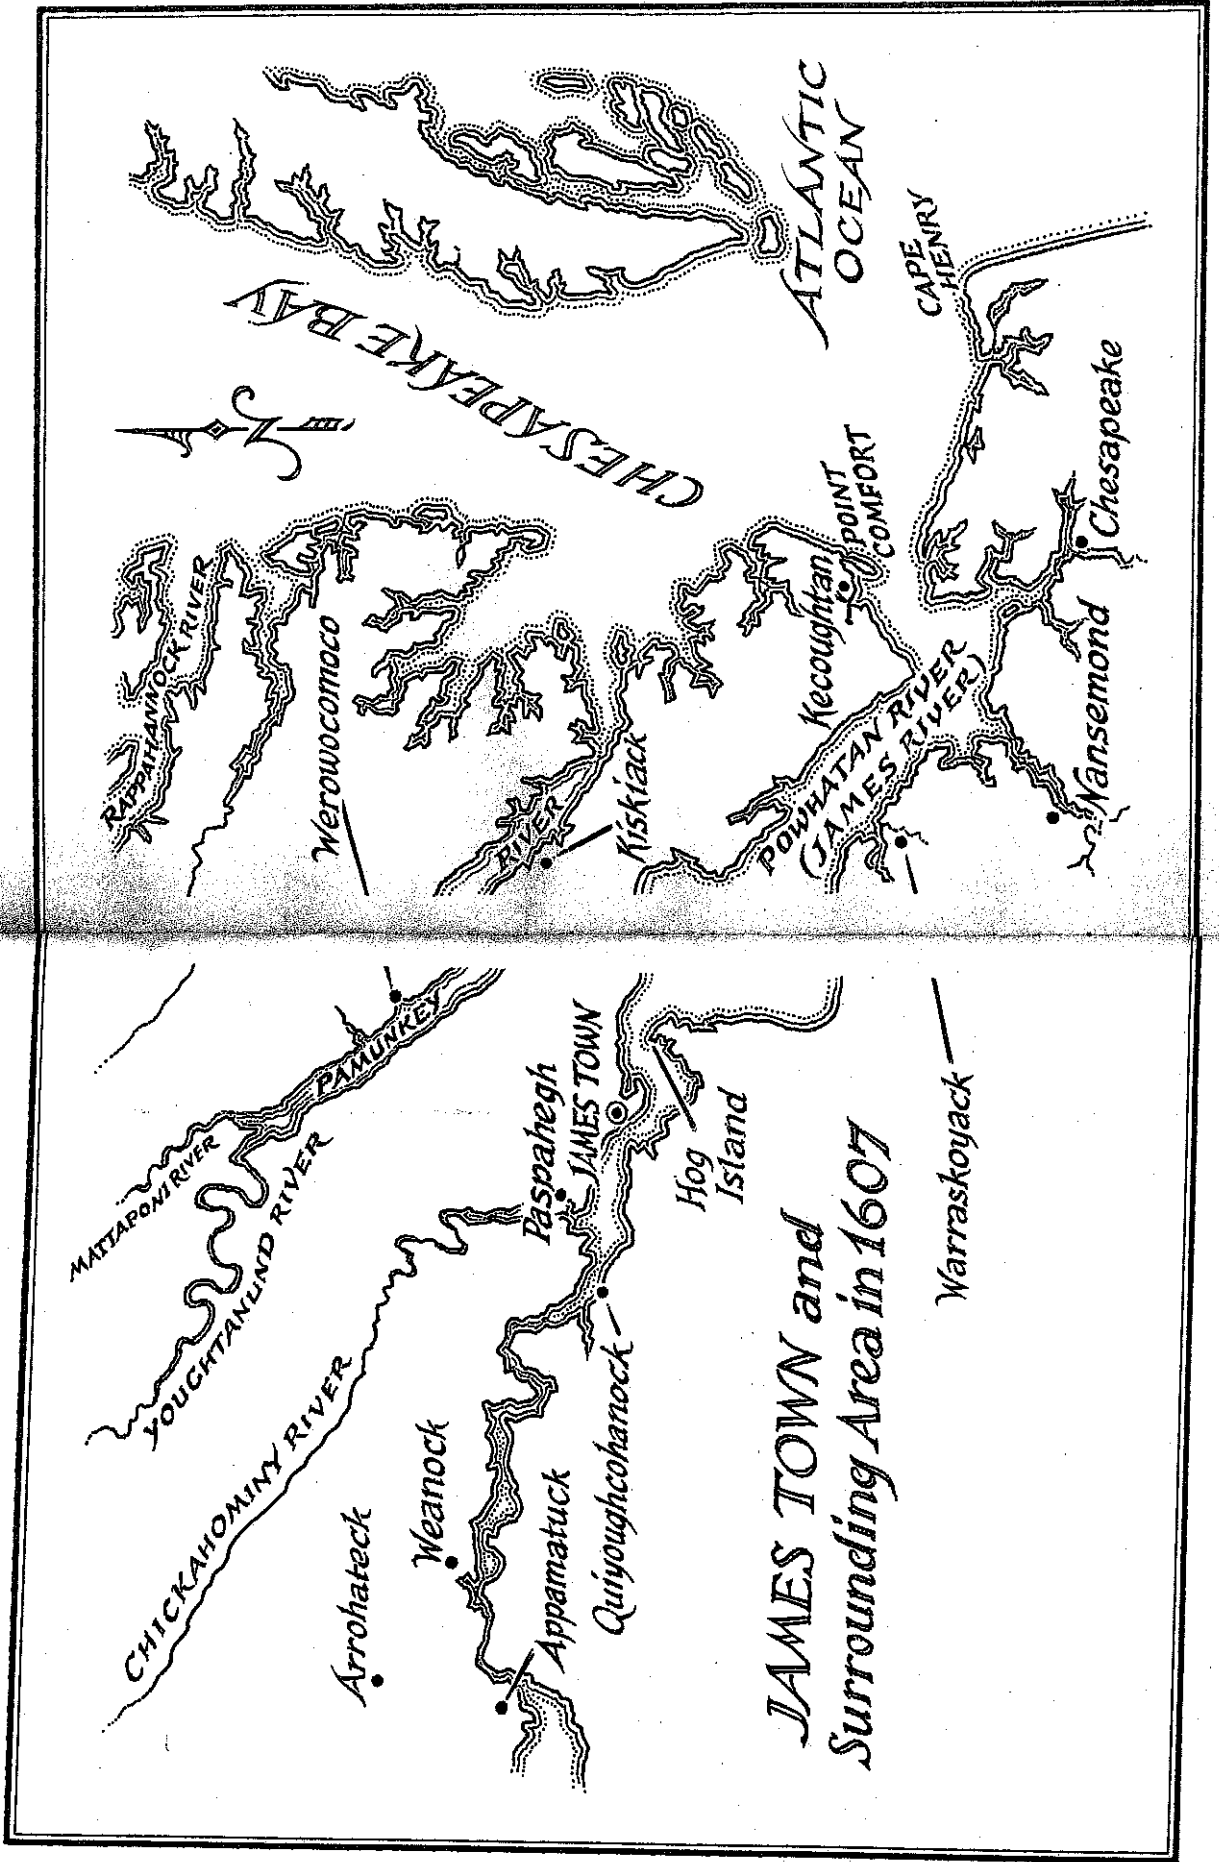 MATTAPONI RIVER
YOUGHTANUND RIVER
CHICKAHOMINY RIVER
PAMUNKEY
RIVER
Arrohateck
Weanock
Appamatuck
Quiyoughcohanock
Paspahegh
JAMES TOWN
Hog
Island
JAMES TOWN and
Surrounding Area in 1607
Warraskoyack
RAPPAHANNOCK RIVER
Werowocomoco
Kiskiack
CHESAPEAKE BAY
Kecoughtan
POINT
COMFORT
POWHATAN RIVER
(JAMES RIVER)
Nansemond
Chesapeake
CAPE
HENRY
ATLANTIC
OCEAN